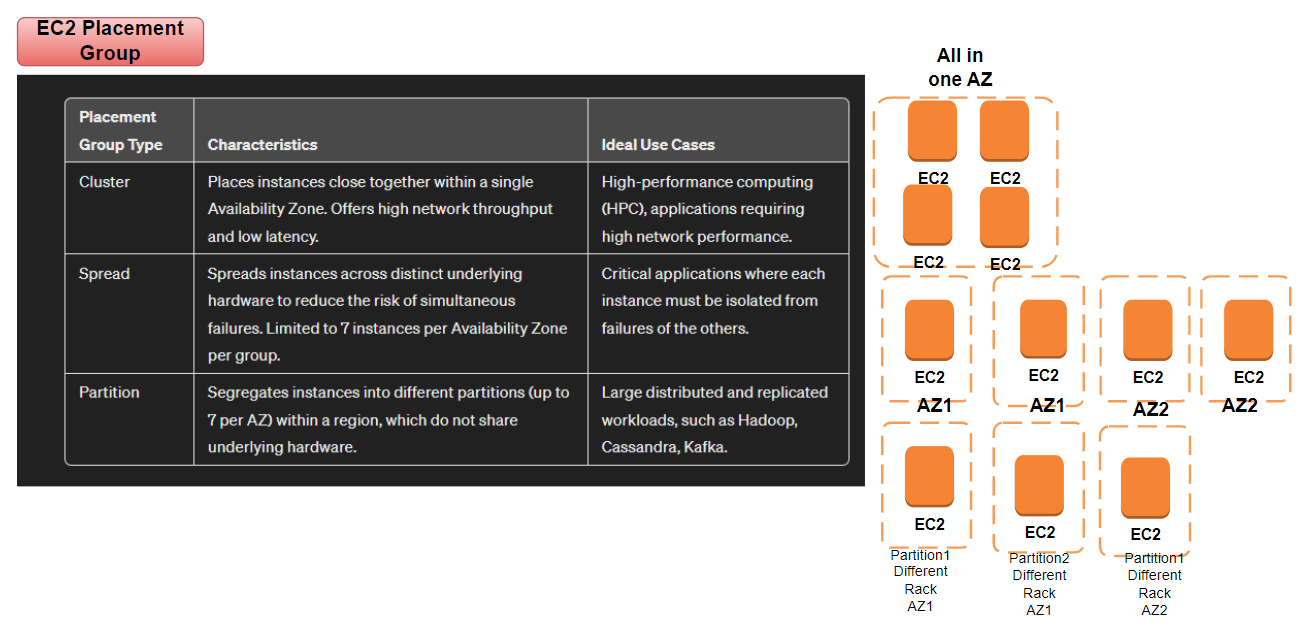 EC2 Placement
Group
Placement
Group Type
Characteristics
Ideal Use Cases
Cluster
Places instances close together within a single
Availability Zone. Offers high network throughput
and low latency.
High-performance computing
(HPC), applications requiring
high network performance.
Spread
Spreads instances across distinct underlying
hardware to reduce the risk of simultaneous
failures. Limited to 7 instances per Availability Zone
per group.
Critical applications where each
instance must be isolated from
failures of the others.
Partition
Segregates instances into different partitions (up to
7 per AZ) within a region, which do not share
underlying hardware.
Large distributed and replicated
workloads, such as Hadoop,
Cassandra, Kafka.
All in
one AZ
EC2
EC2
EC2
EC2
EC2
AZ1
EC2
AZ1
EC2
AZ2
EC2
AZ2
EC2
Partition1
Different
Rack
AZ1
EC2
Partition2
Different
Rack
AZ1
EC2
Partition1
Different
Rack
AZ2